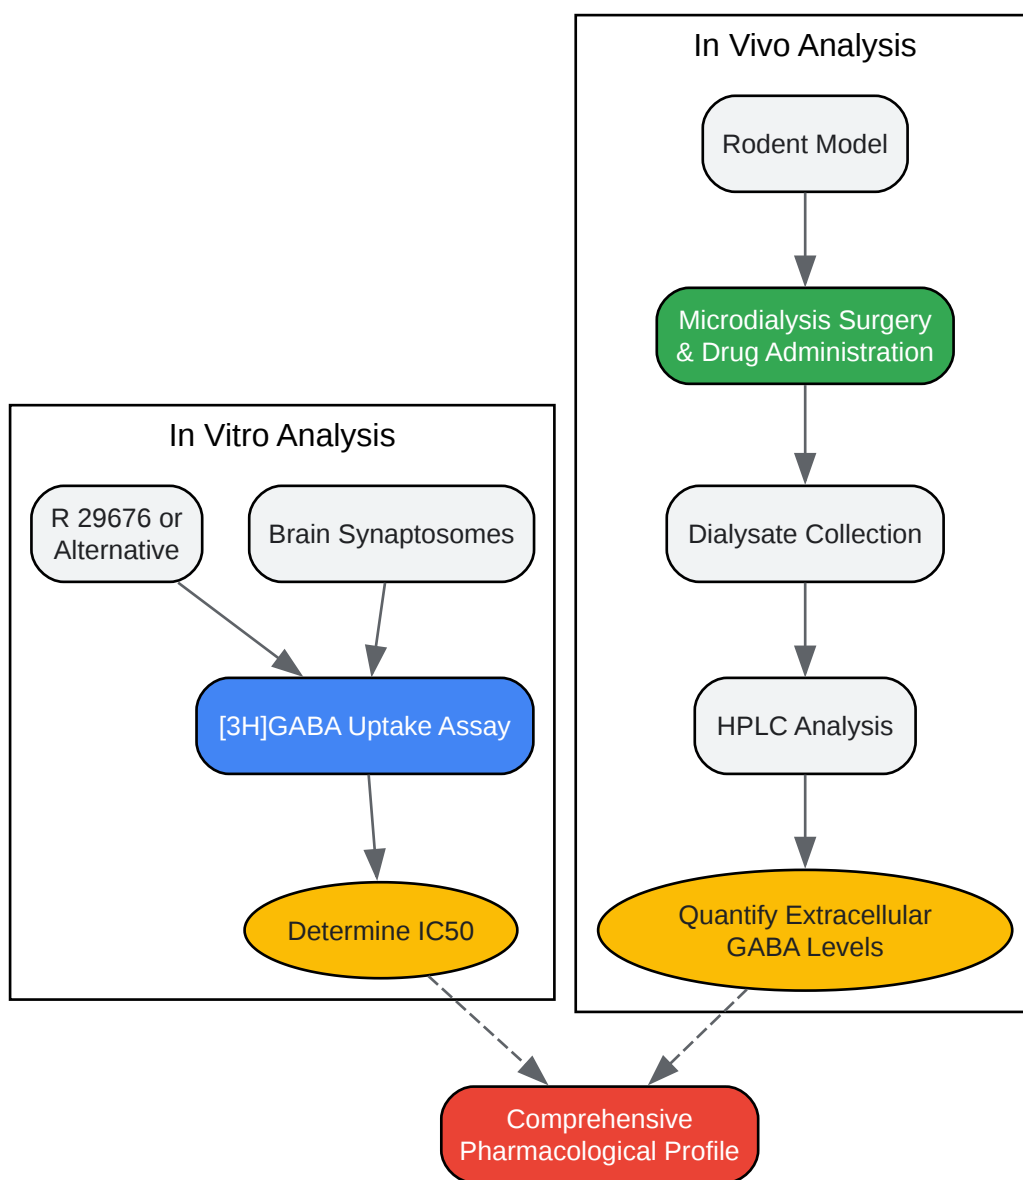 In Vivo Analysis
Rodent Model
Microdialysis Surgery
& Drug Administration
Dialysate Collection
HPLC Analysis
Quantify Extracellular
GABA Levels
In Vitro Analysis
R 29676 or
Alternative
Brain Synaptosomes
[3H]GABA Uptake Assay
Determine IC50
Comprehensive
Pharmacological Profile